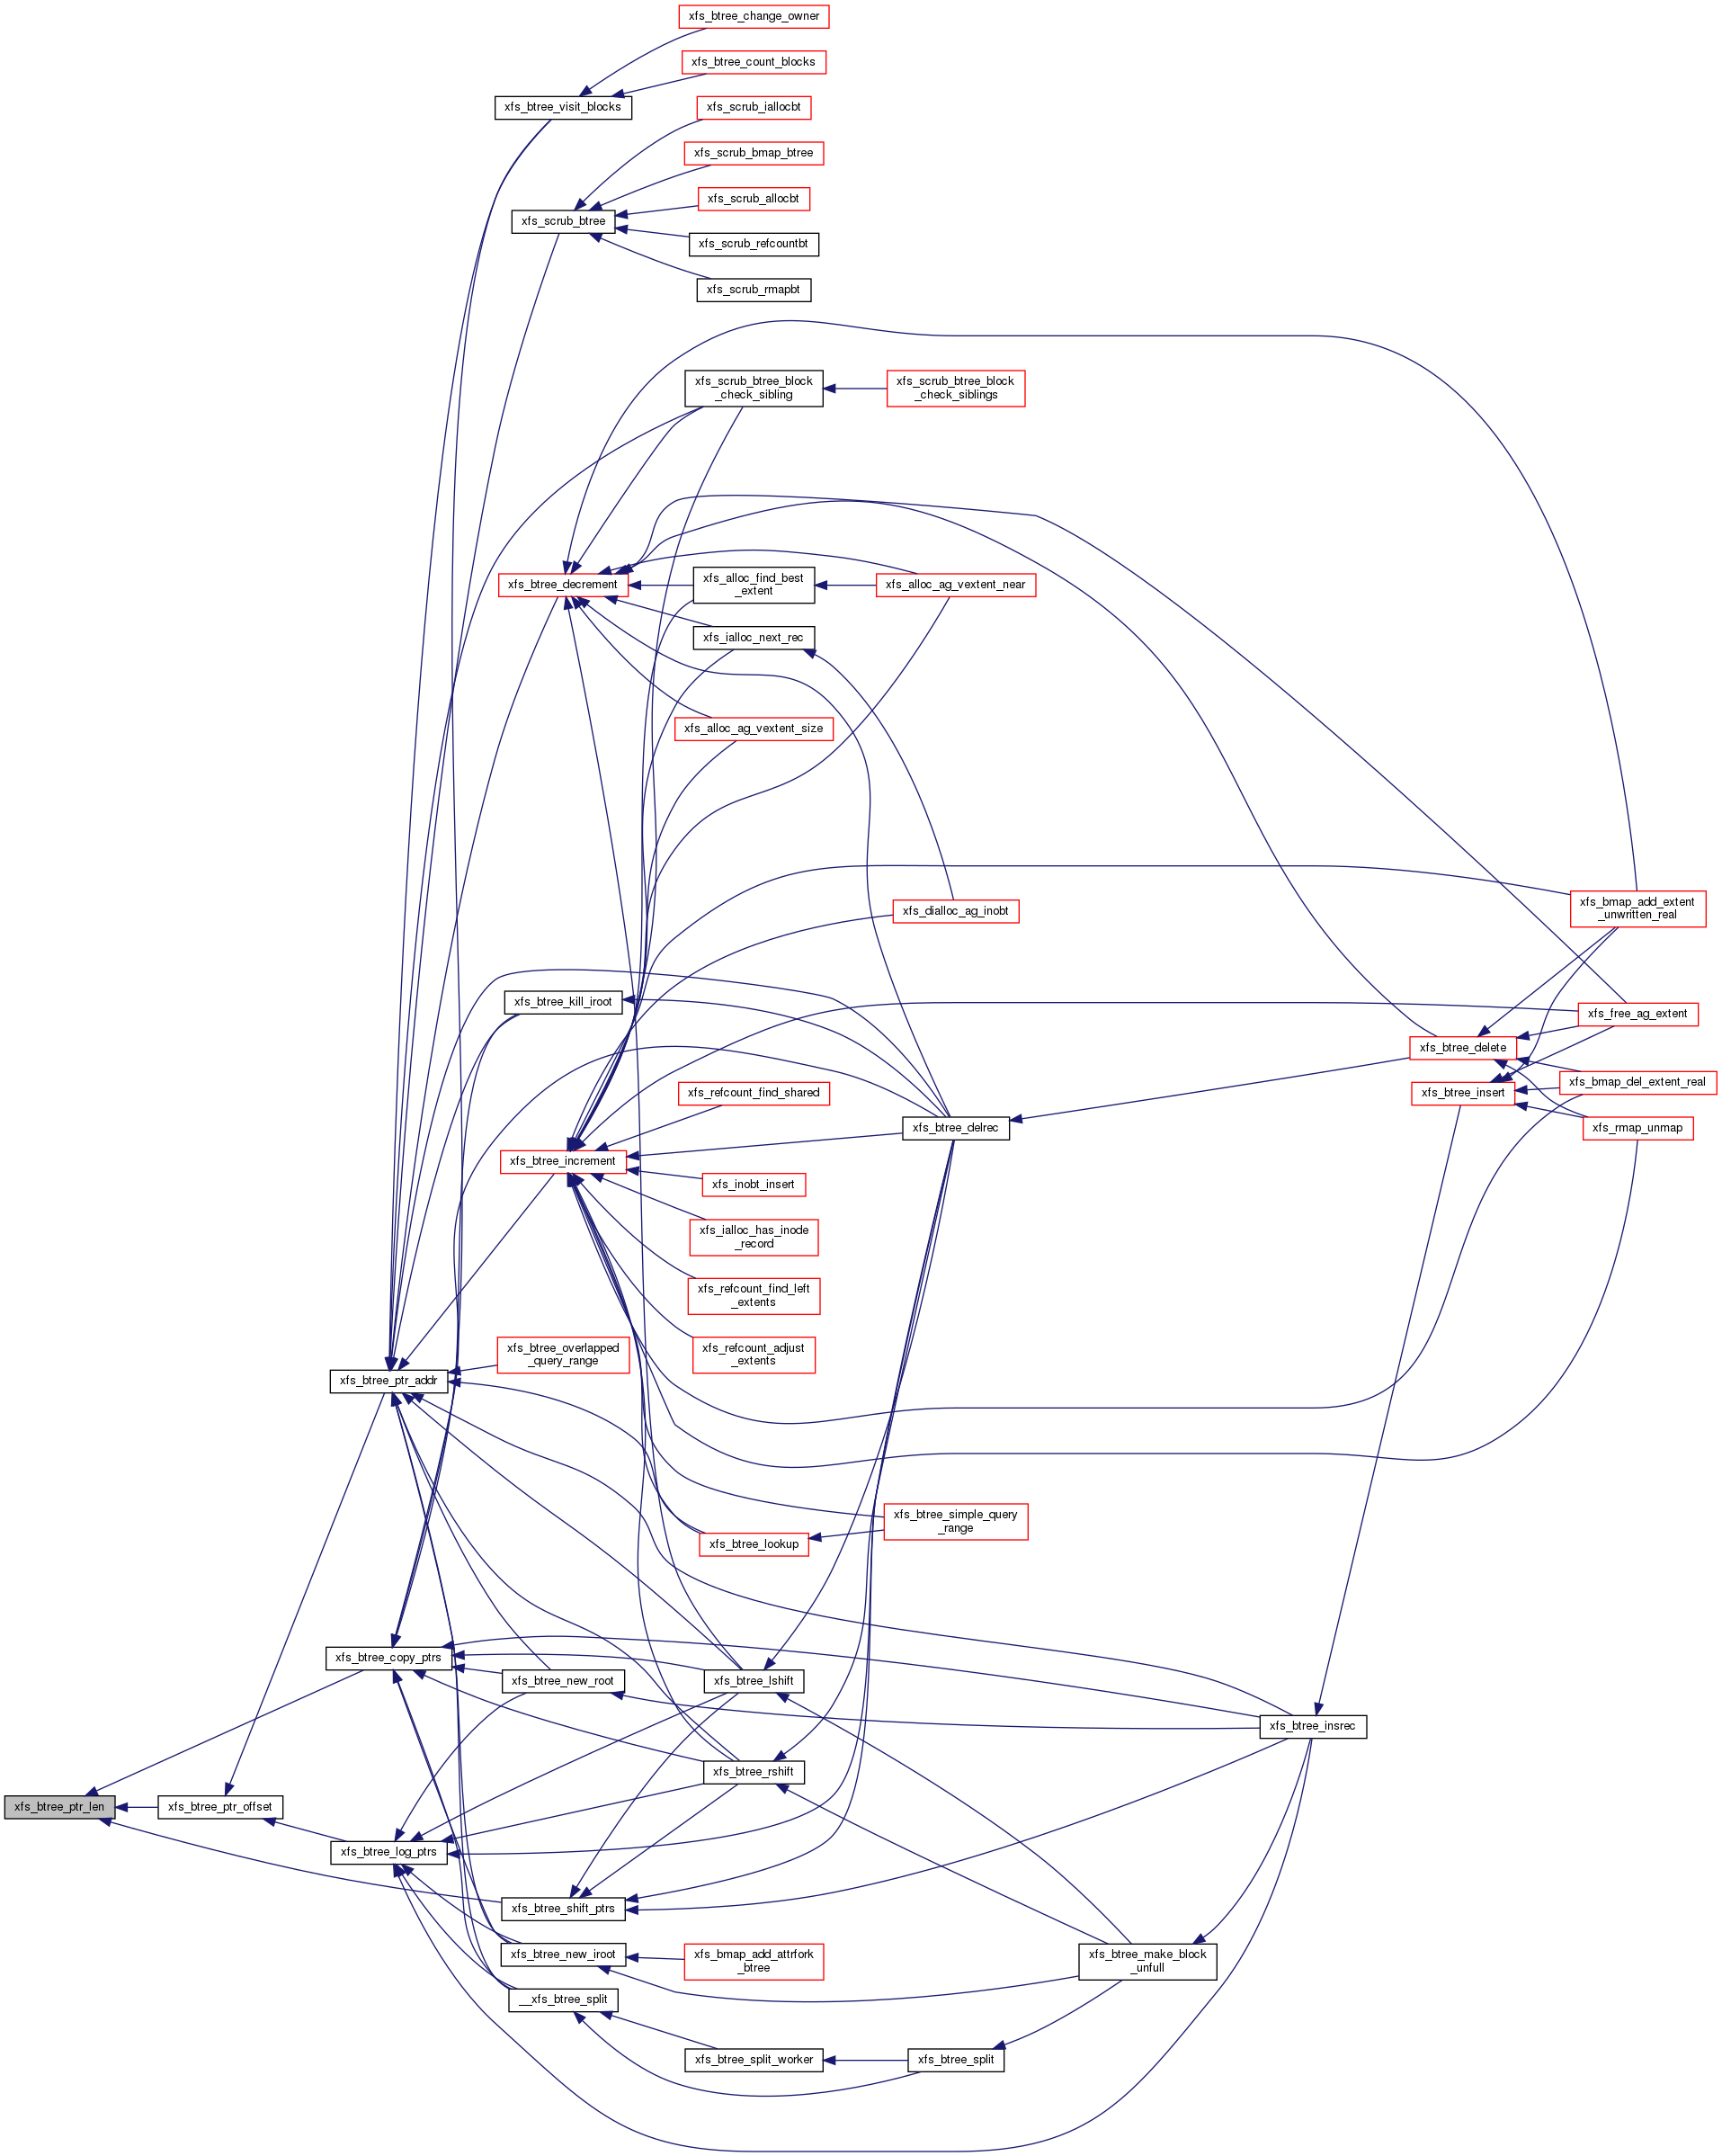 xfs_btree_change_owner
xfs_btree_count_blocks
xfs_btree_visit_blocks
xfs_scrub_iallocbt
xfs_scrub_bmap_btree
xfs_scrub_allocbt
xfs_scrub_btree
xfs_scrub_refcountbt
xfs_scrub_rmapbt
xfs_scrub_btree_block
_check_sibling
xfs_scrub_btree_block
_check_siblings
xfs_btree_decrement
xfs_alloc_find_best
_extent
xfs_alloc_ag_vextent_near
xfs_ialloc_next_rec
xfs_alloc_ag_vextent_size
xfs_dialloc_ag_inobt
xfs_bmap_add_extent
_unwritten_real
xfs_btree_kill_iroot
xfs_free_ag_extent
xfs_btree_delete
xfs_bmap_del_extent_real
xfs_btree_insert
xfs_refcount_find_shared
xfs_btree_delrec
xfs_rmap_unmap
xfs_btree_increment
xfs_inobt_insert
xfs_ialloc_has_inode
_record
xfs_refcount_find_left
_extents
xfs_btree_overlapped
_query_range
xfs_refcount_adjust
_extents
xfs_btree_ptr_addr
xfs_btree_simple_query
_range
xfs_btree_lookup
xfs_btree_copy_ptrs
xfs_btree_new_root
xfs_btree_lshift
xfs_btree_insrec
xfs_btree_rshift
xfs_btree_ptr_len
xfs_btree_ptr_offset
xfs_btree_log_ptrs
xfs_btree_shift_ptrs
xfs_btree_new_iroot
xfs_bmap_add_attrfork
_btree
xfs_btree_make_block
_unfull
__xfs_btree_split
xfs_btree_split_worker
xfs_btree_split